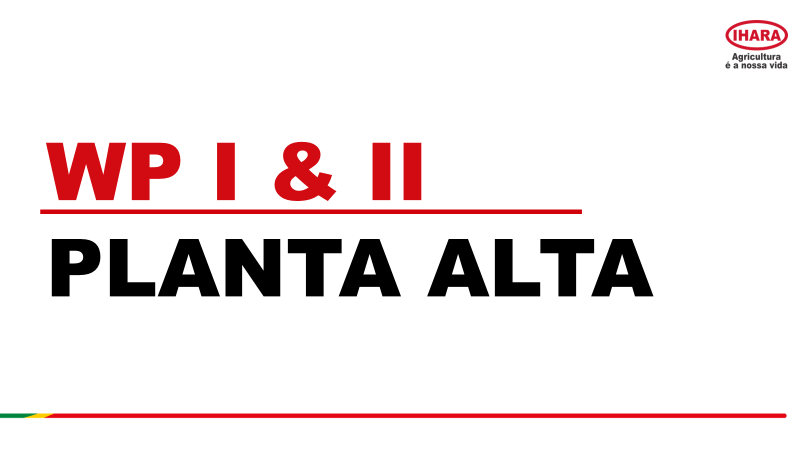 IHARA
Agricultura
é a nossa vida
WP I & II
PLANTA ALTA